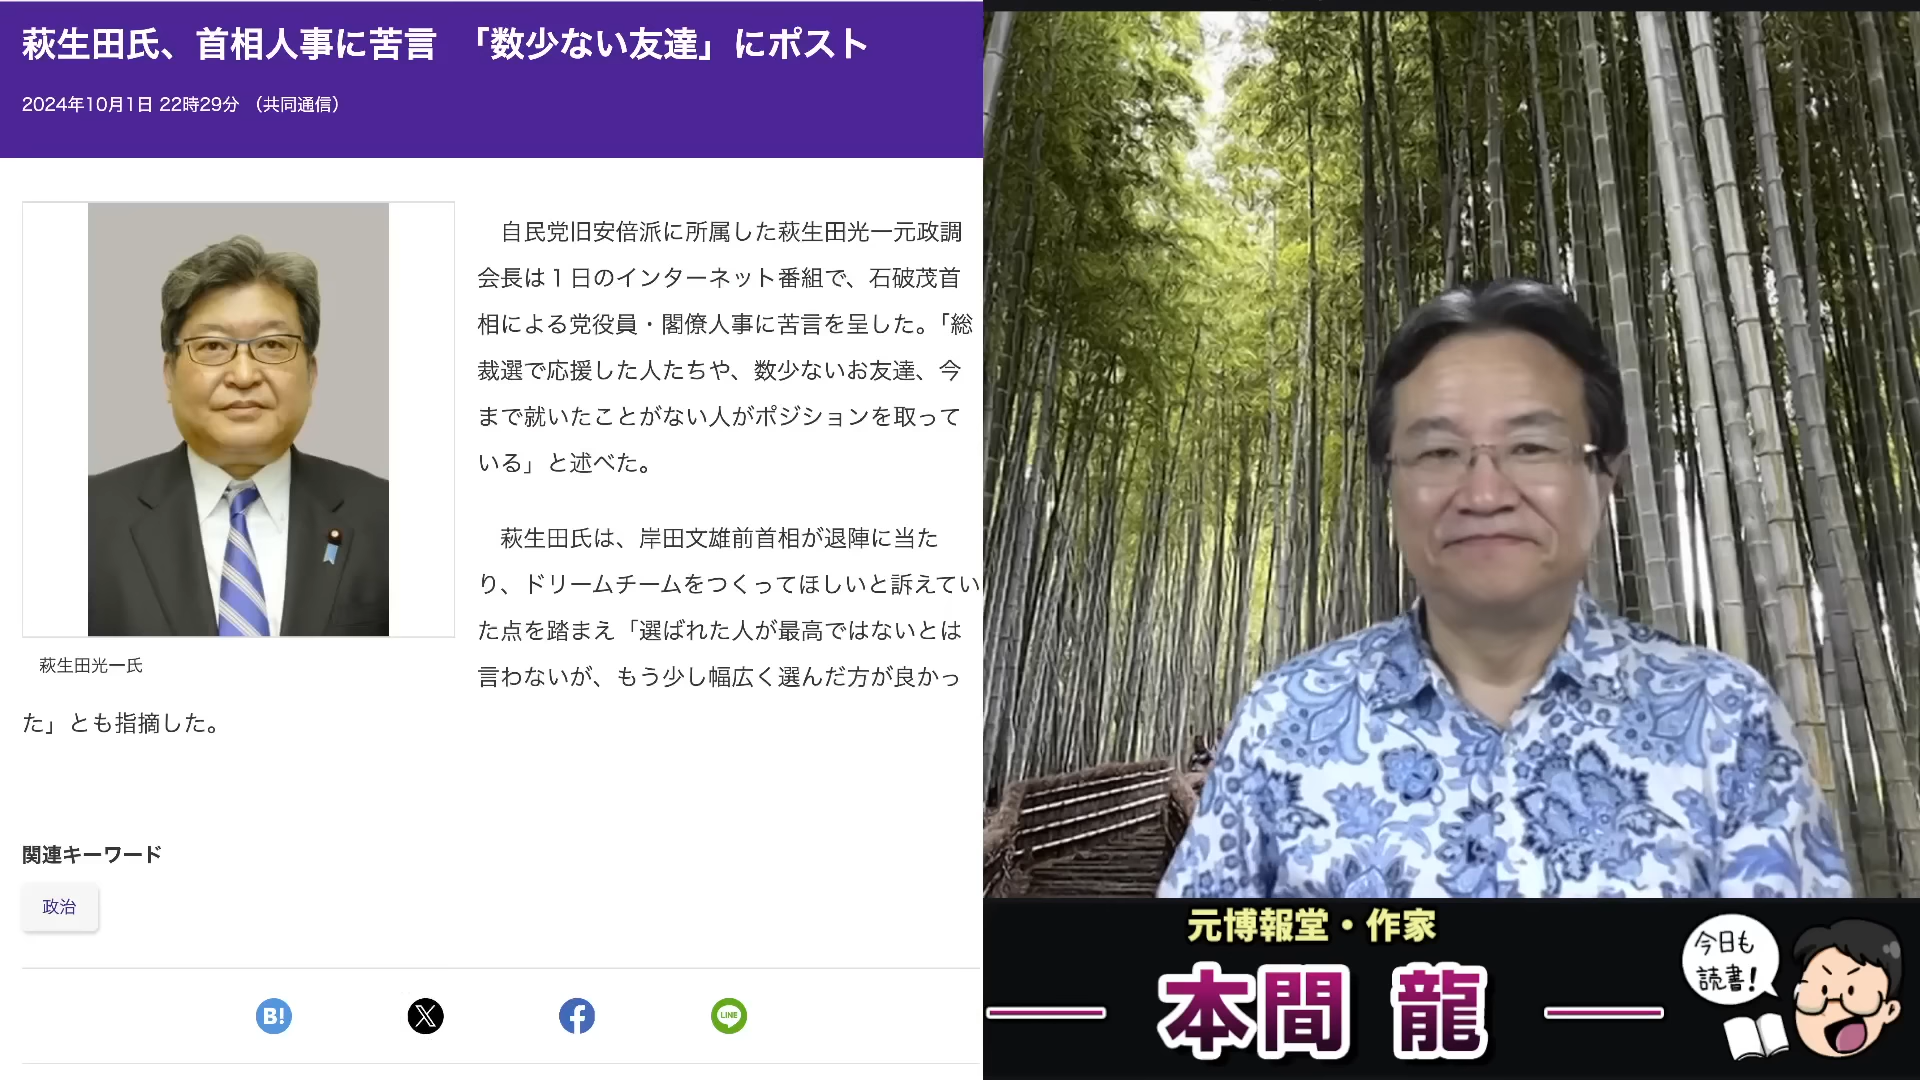 萩生田氏、首相人事に苦言 「数少ない友達」にポスト
2024年10月1日 22時29分 （共同通信）
自民党旧安倍派に所属した萩生田光一元政調
会長は１日のインターネット番組で、石破茂首
相による党役員・閣僚人事に苦言を呈した。「総
裁選で応援した人たちや、数少ないお友達、今
まで就いたことがない人がポジションを取って
いる」と述べた。
萩生田氏は、岸田文雄前首相が退陣に当た
り、ドリームチームをつくってほしいと訴えてい
た点を踏まえ「選ばれた人が最高ではないとは
言わないが、もう少し幅広く選んだ方が良かっ
た」とも指摘した。
萩生田光一氏
関連キーワード
政治
B!
X
f
LINE
元博報堂・作家
本間 龍
今日も
読書!